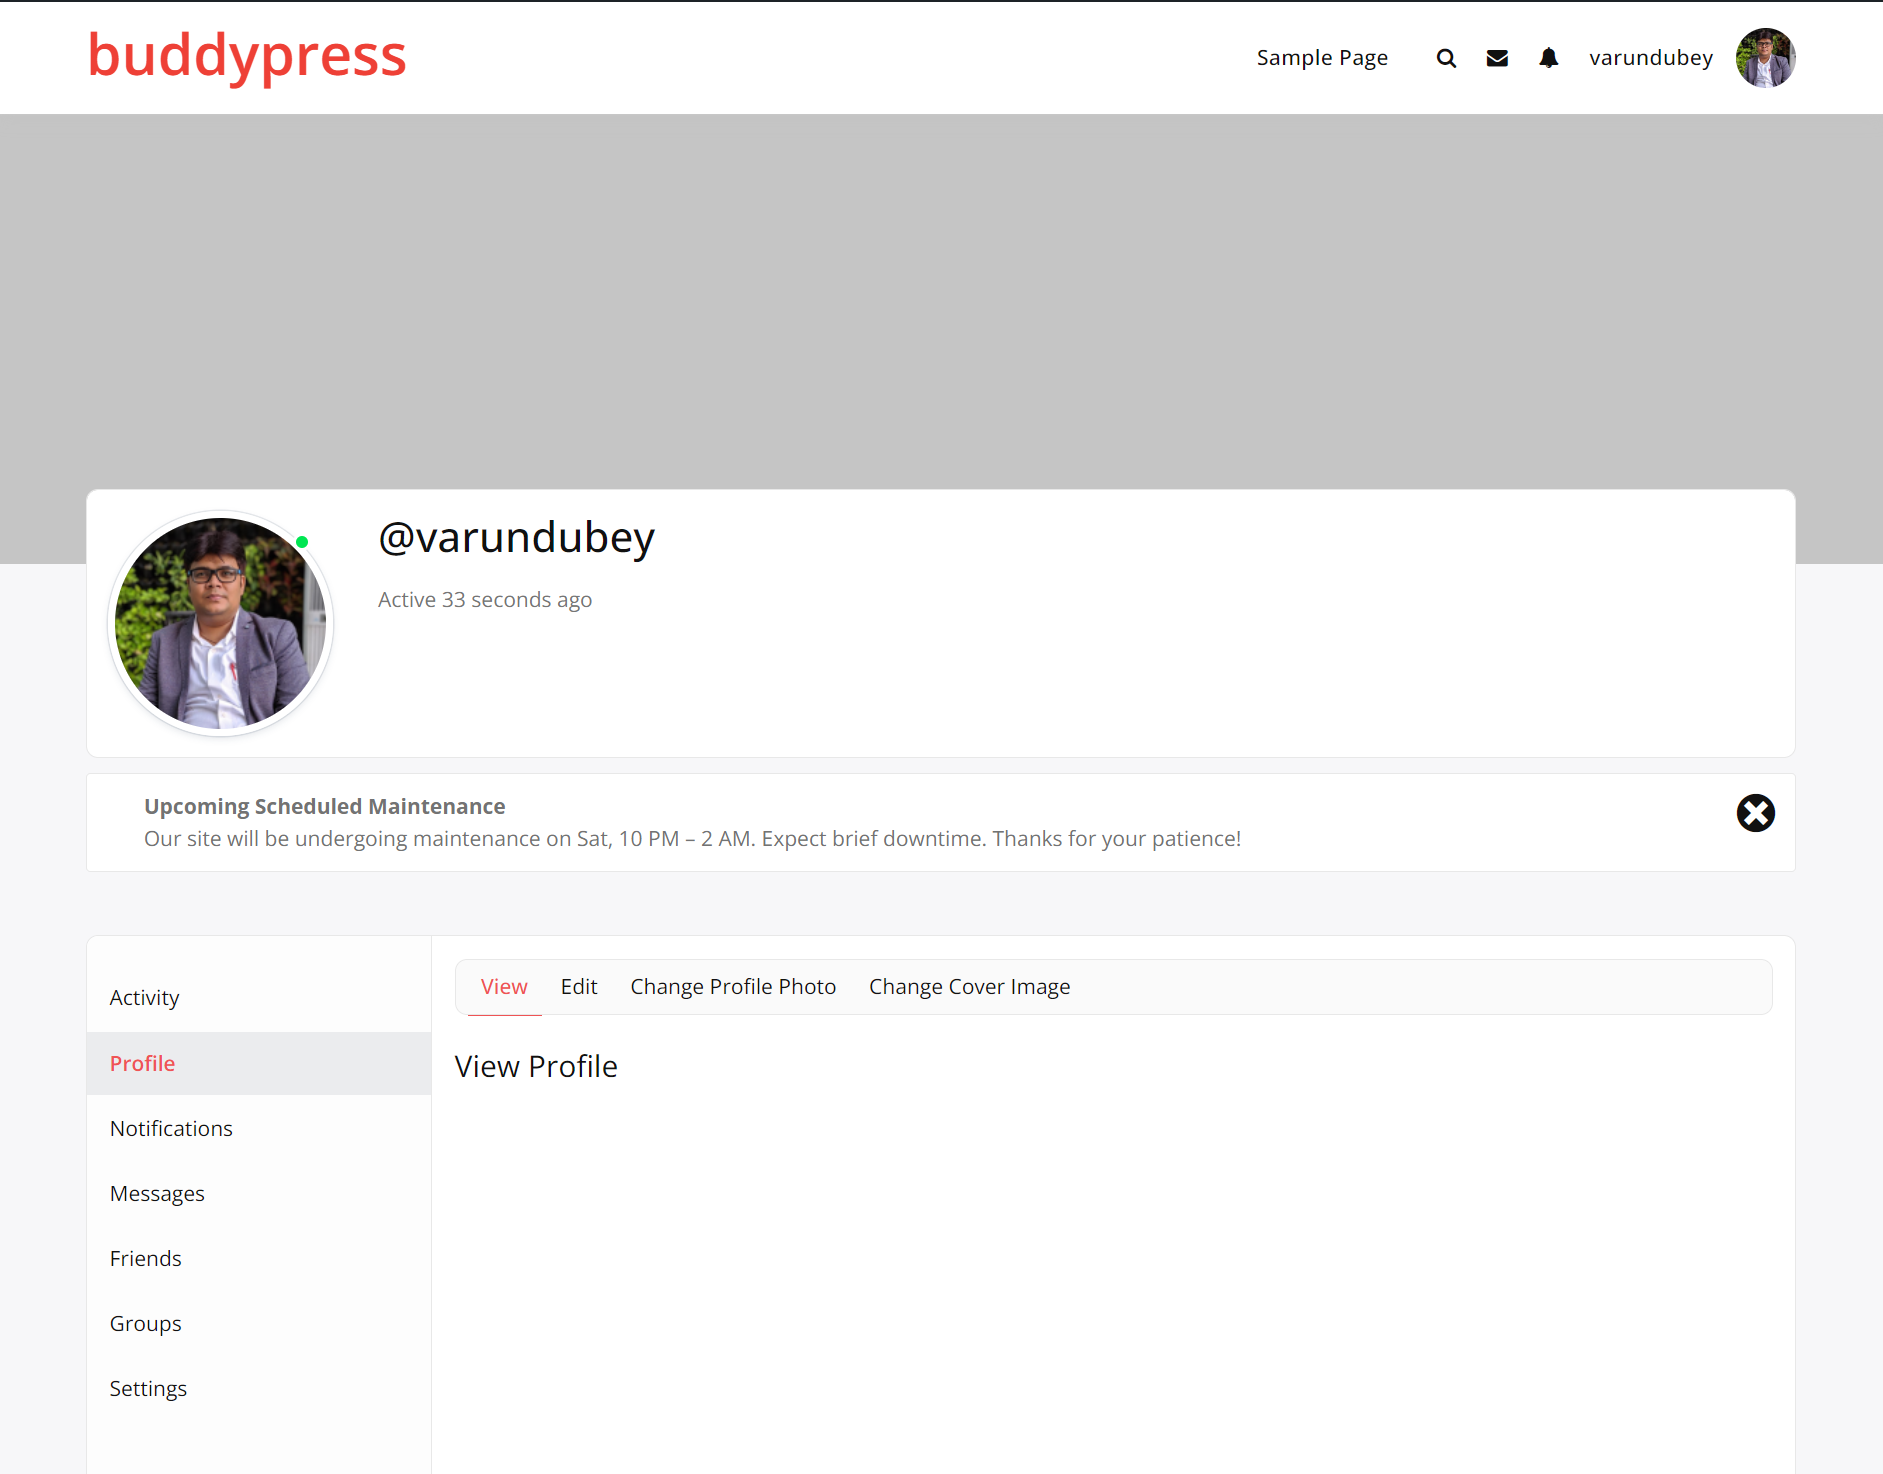 buddypress
Sample Page
varundubey
@varundubey
Active 33 seconds ago
Upcoming Scheduled Maintenance
Our site will be undergoing maintenance on Sat, 10 PM – 2 AM. Expect brief downtime. Thanks for your patience!
Activity
Profile
Notifications
Messages
Friends
Groups
Settings
View Edit Change Profile Photo Change Cover Image
View Profile